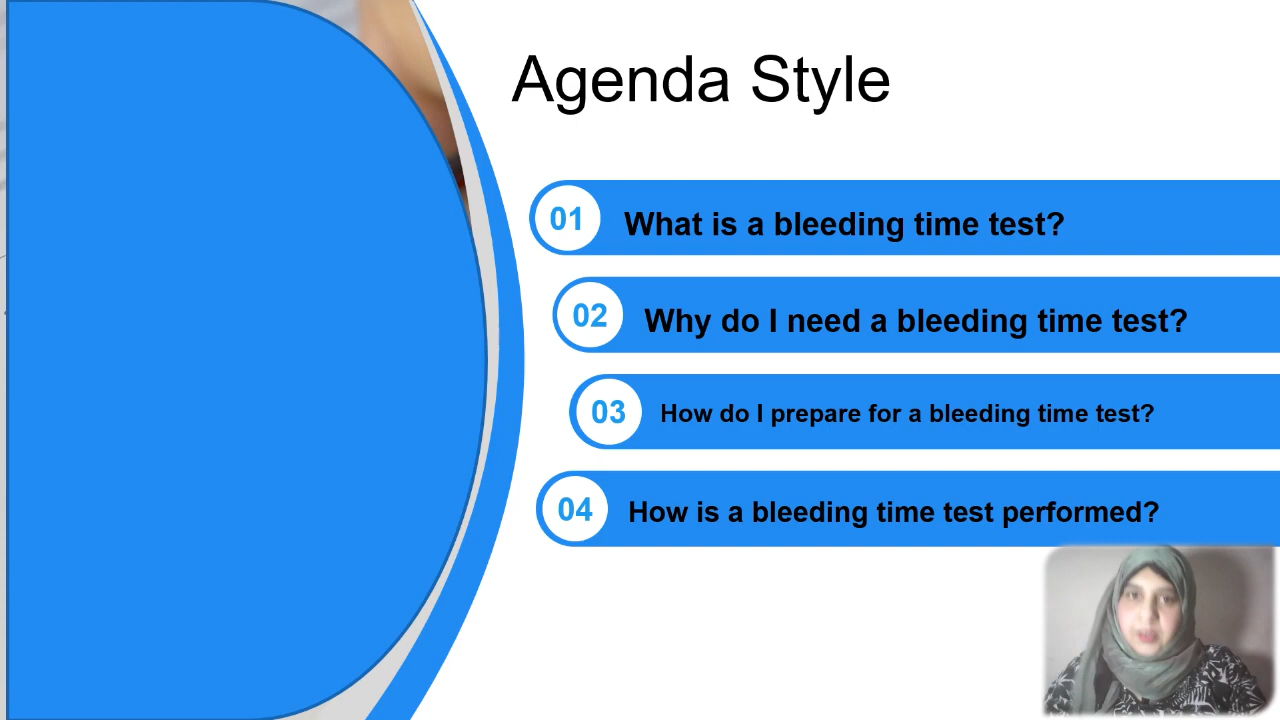 Agenda Style
01 What is a bleeding time test?
02 Why do I need a bleeding time test?
03 How do I prepare for a bleeding time test?
04 How is a bleeding time test performed?